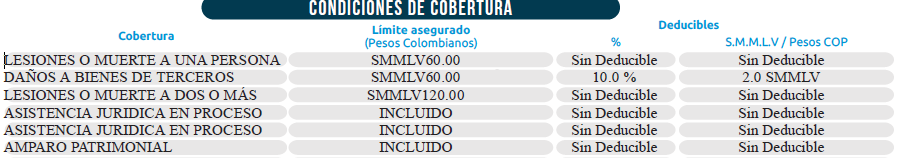 CONDICIONES DE COBERTURA
Deducibles
Cobertura Límite asegurado (Pesos Colombianos) % S.M.M.L.V / Pesos COP
LESIONES O MUERTE A UNA PERSONA SMMLV60.00 Sin Deducible Sin Deducible
DAÑOS A BIENES DE TERCEROS SMMLV60.00 10.0 % 2.0 SMMLV
LESIONES O MUERTE A DOS O MÁS SMMLV120.00 Sin Deducible Sin Deducible
ASISTENCIA JURIDICA EN PROCESO INCLUIDO Sin Deducible Sin Deducible
ASISTENCIA JURIDICA EN PROCESO INCLUIDO Sin Deducible Sin Deducible
AMPARO PATRIMONIAL INCLUIDO Sin Deducible Sin Deducible